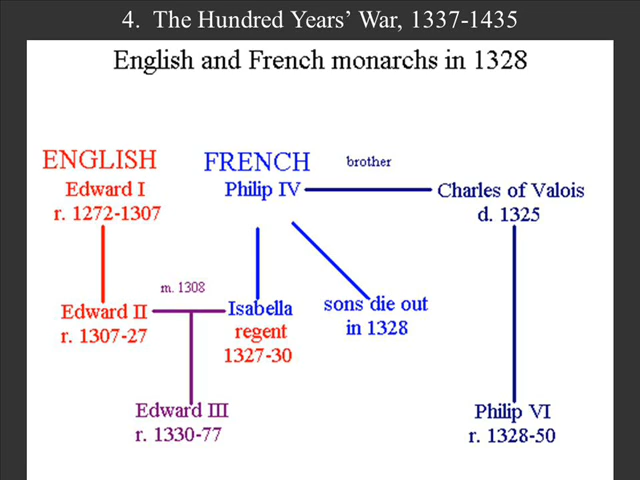 4.  The Hundred Years’ War, 1337-1435
English and French monarchs in 1328
ENGLISH
Edward I
r. 1272-1307
FRENCH
Philip IV
brother
Charles of Valois
d. 1325
m. 1308
Edward II
r. 1307-27
Isabella
regent
1327-30
sons die out
in 1328
Edward III
r. 1330-77
Philip VI
r. 1328-50